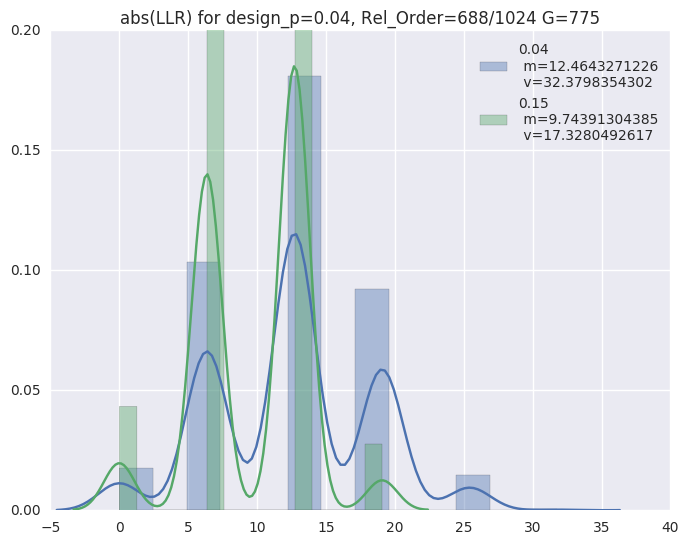 abs(LLR) for design_p=0.04, Rel_Order=688/1024 G=775
0.04
m=12.4643271226
v=32.3798354302
0.15
m=9.74391304385
v=17.3280492617
0.20
0.15
0.10
0.05
0.00
−5 0 5 10 15 20 25 30 35 40